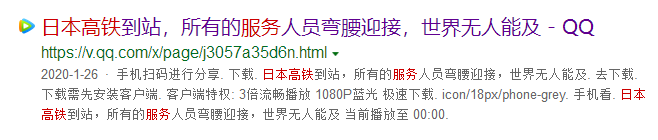 日本高铁到站，所有的服务人员弯腰迎接，世界无人能及 - QQ
https://v.qq.com/x/page/j3057a35d6n.html
2020-1-26 · 手机扫码进行分享. 下载. 日本高铁到站，所有的服务人员弯腰迎接，世界无人能及. 去下载.
下载需先安装客户端. 客户端特权: 3倍流畅播放 1080P蓝光 极速下载. icon/18px/phone-grey. 手机看. 日本
高铁到站，所有的服务人员弯腰迎接，世界无人能及 当前播放至 00:00.